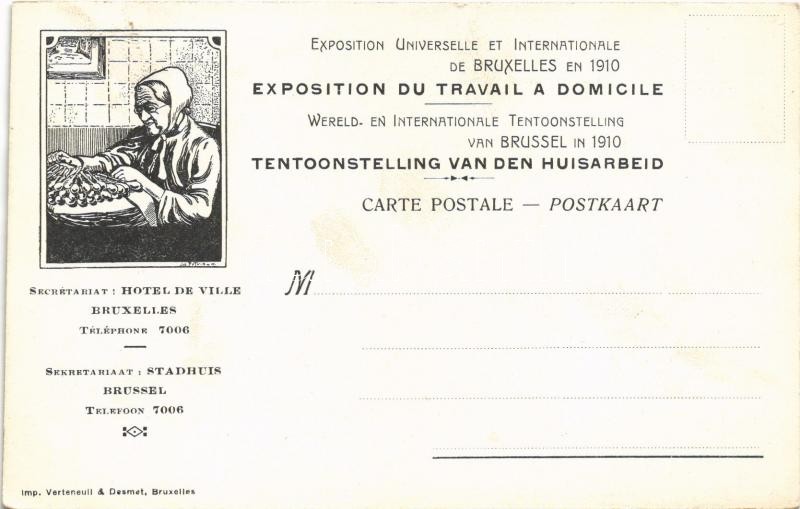 Exposition Universelle et Internationale
de BRUXELLES en 1910
EXPOSITION DU TRAVAIL A DOMICILE
Wereld- en Internationale Tentoonstelling
van BRUSSEL in 1910
TENTOONSTELLING VAN DEN HUISARBEID
CARTE POSTALE — POSTKAART
M
Secrétariat : HOTEL DE VILLE
BRUXELLES
Téléphone 7006
Sekretariaat : STADHUIS
BRUSSEL
Telefoon 7006
Imp. Verteneuil & Desmet, Bruxelles